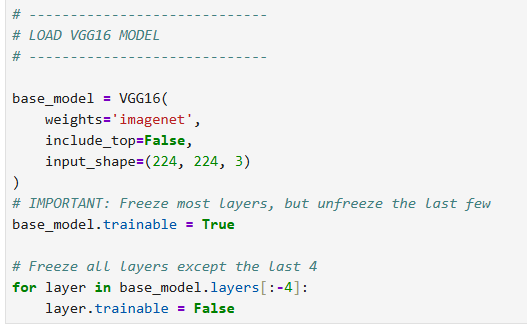 # -----------------------------
# LOAD VGG16 MODEL
# -----------------------------
base_model = VGG16(
    weights='imagenet',
    include_top=False,
    input_shape=(224, 224, 3)
)
# IMPORTANT: Freeze most layers, but unfreeze the last few
base_model.trainable = True
# Freeze all layers except the last 4
for layer in base_model.layers[:-4]:
    layer.trainable = False